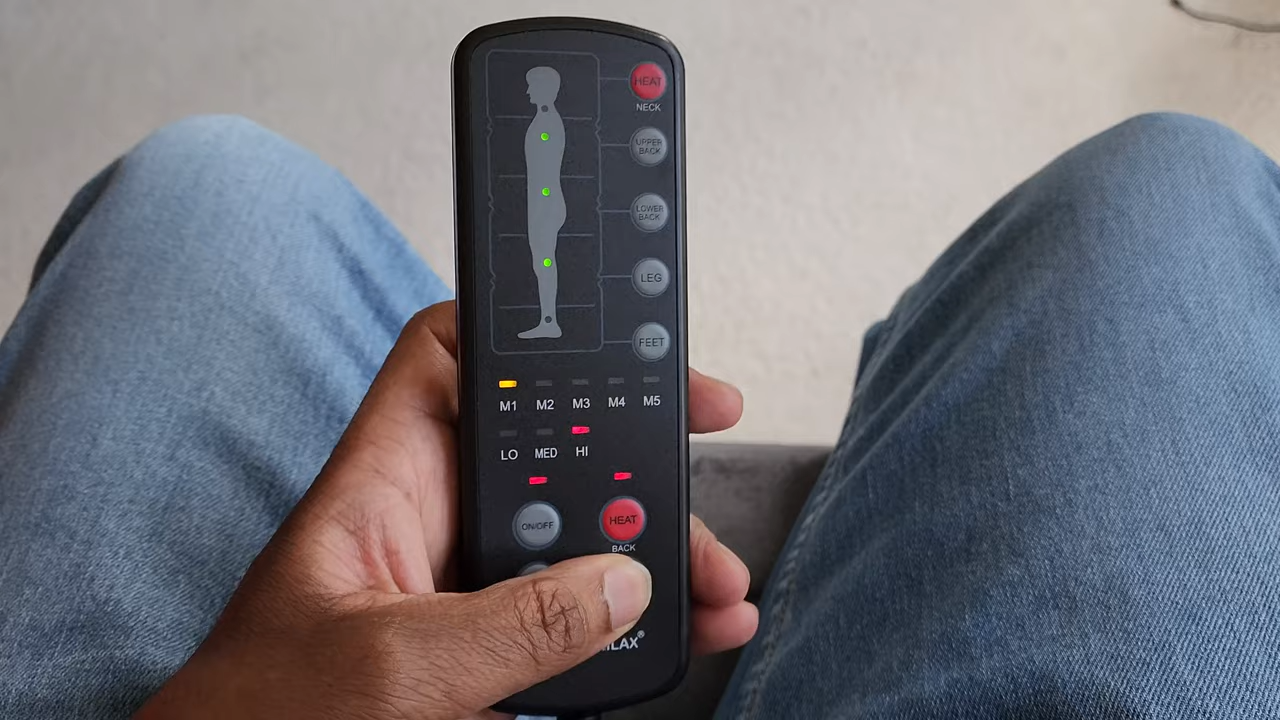 HEAT
NECK
UPPER
BACK
LOWER
BACK
LEG
FEET
M1 M2 M3 M4 M5
LO MED HI
ON/OFF HEAT
BACK